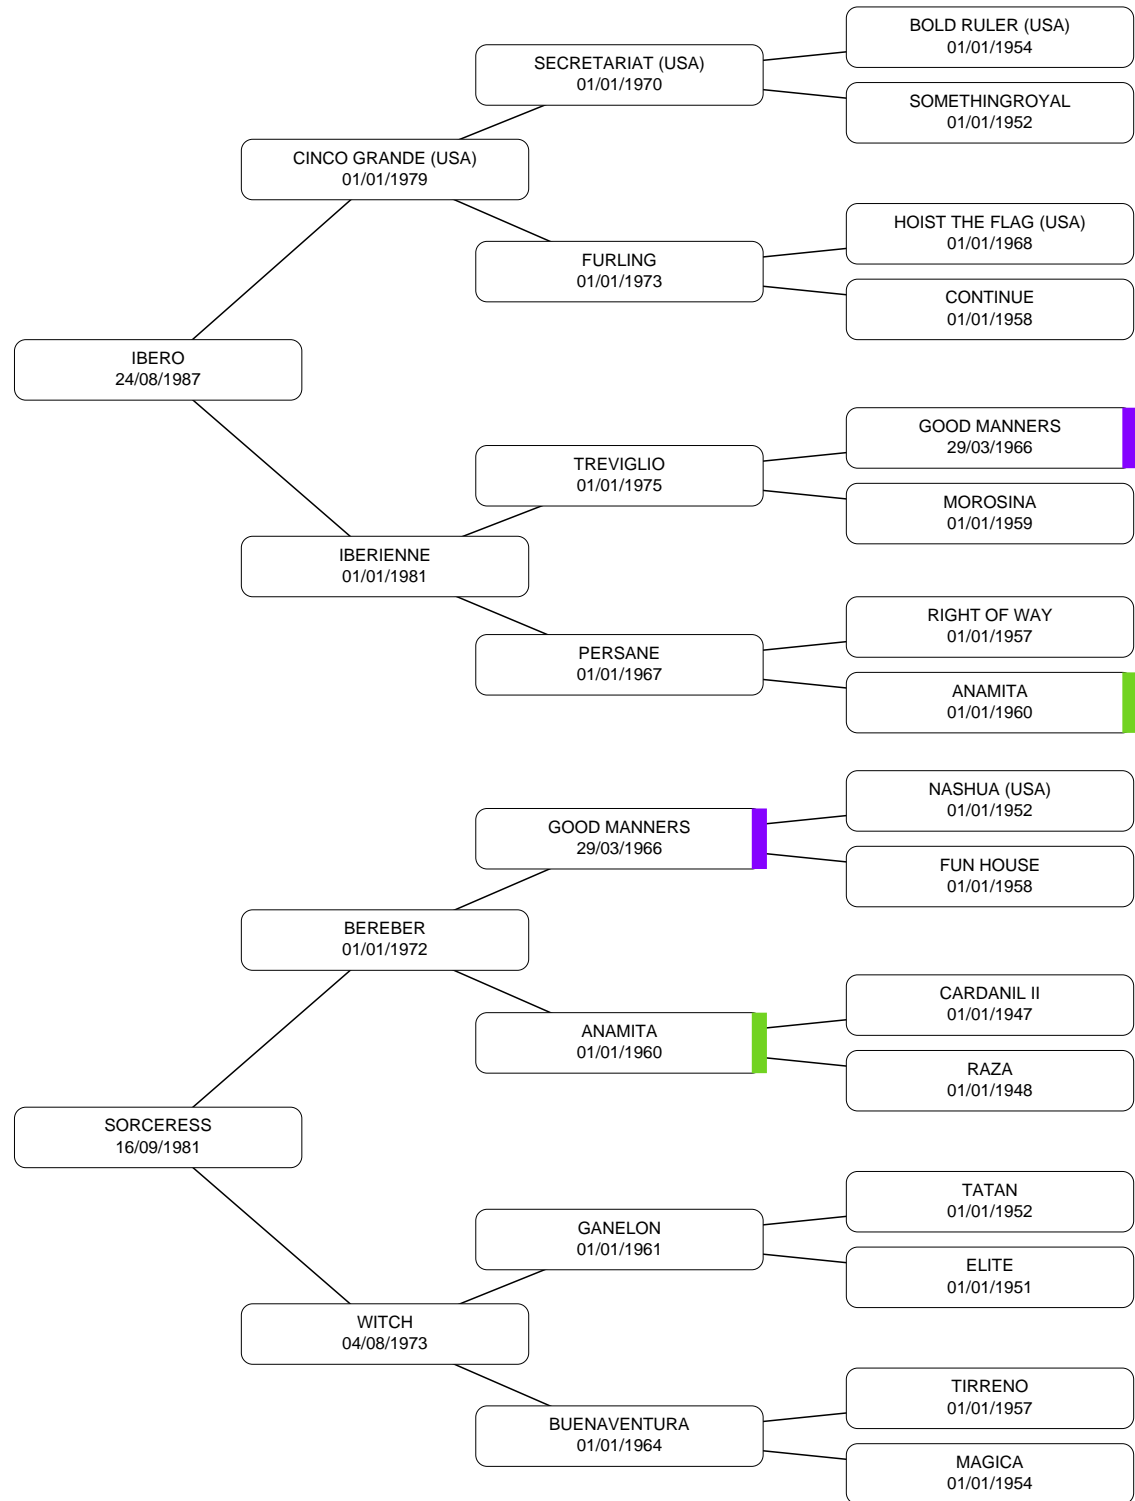 BOLD RULER (USA)
01/01/1954
SECRETARIAT (USA)
01/01/1970
SOMETHINGROYAL
01/01/1952
CINCO GRANDE (USA)
01/01/1979
HOIST THE FLAG (USA)
01/01/1968
FURLING
01/01/1973
CONTINUE
01/01/1958
IBERO
24/08/1987
GOOD MANNERS
29/03/1966
TREVIGLIO
01/01/1975
MOROSINA
01/01/1959
IBERIENNE
01/01/1981
RIGHT OF WAY
01/01/1957
PERSANE
01/01/1967
ANAMITA
01/01/1960
NASHUA (USA)
01/01/1952
GOOD MANNERS
29/03/1966
FUN HOUSE
01/01/1958
BEREBER
01/01/1972
CARDANIL II
01/01/1947
ANAMITA
01/01/1960
RAZA
01/01/1948
SORCERESS
16/09/1981
TATAN
01/01/1952
GANELON
01/01/1961
ELITE
01/01/1951
WITCH
04/08/1973
TIRRENO
01/01/1957
BUENAVENTURA
01/01/1964
MAGICA
01/01/1954